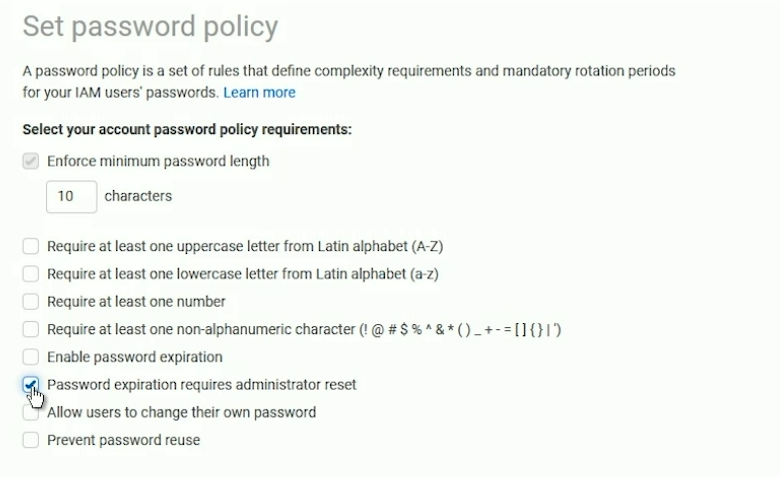 Set password policy
A password policy is a set of rules that define complexity requirements and mandatory rotation periods
for your IAM users' passwords. Learn more
Select your account password policy requirements:
Enforce minimum password length
10 characters
Require at least one uppercase letter from Latin alphabet (A-Z)
Require at least one lowercase letter from Latin alphabet (a-z)
Require at least one number
Require at least one non-alphanumeric character (! @ # $ % ^ & * ( ) _ + - = [ ] { } | ')
Enable password expiration
Password expiration requires administrator reset
Allow users to change their own password
Prevent password reuse